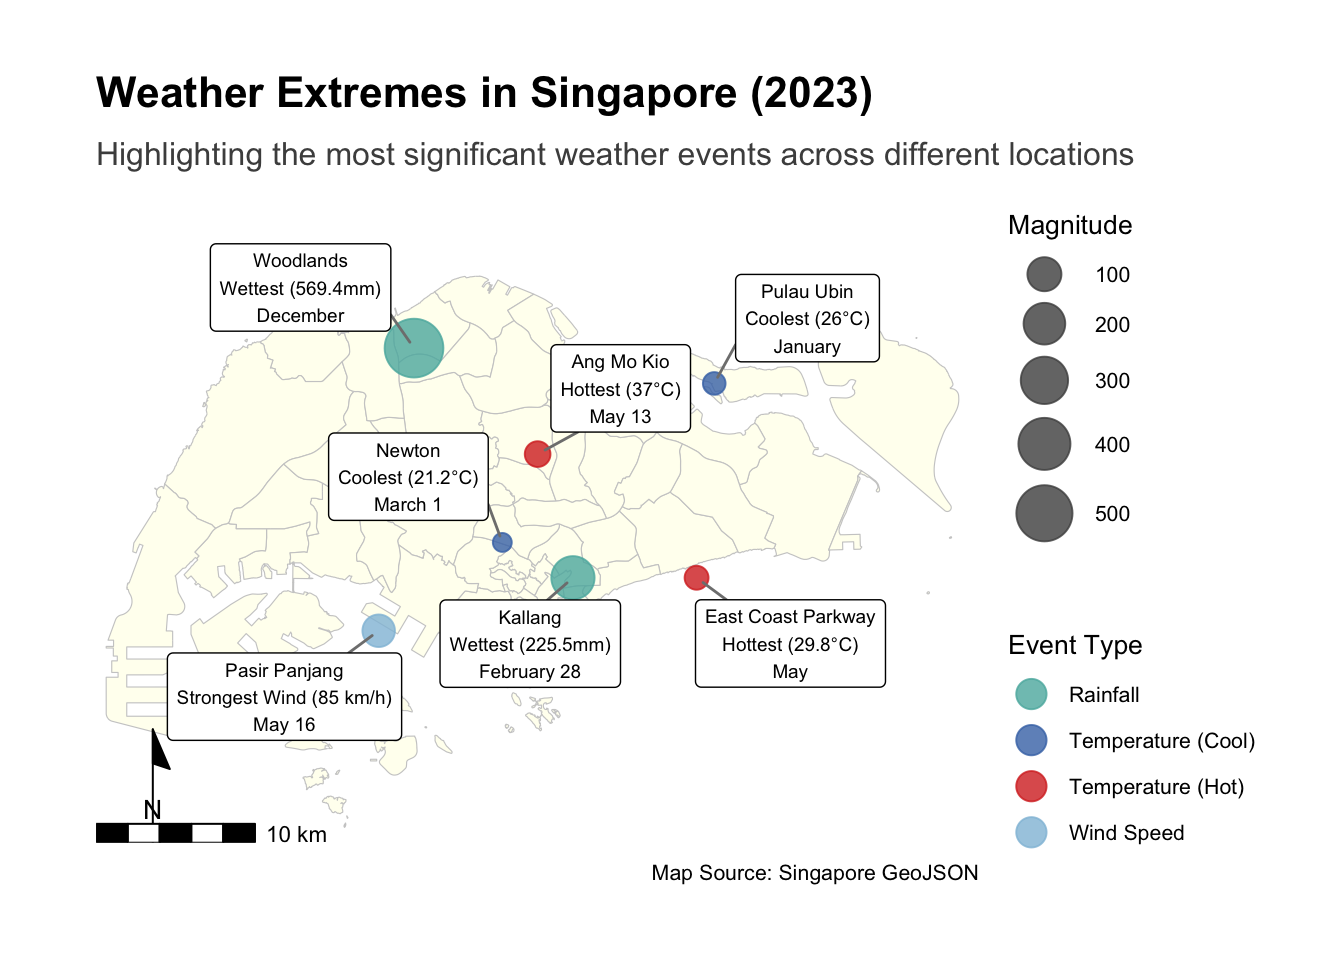 Weather Extremes in Singapore (2023)
Highlighting the most significant weather events across different locations
Woodlands
Wettest (569.4mm)
December
Pulau Ubin
Coolest (26°C)
January
Ang Mo Kio
Hottest (37°C)
May 13
Newton
Coolest (21.2°C)
March 1
Kallang
Wettest (225.5mm)
February 28
East Coast Parkway
Hottest (29.8°C)
May
Pasir Panjang
Strongest Wind (85 km/h)
May 16
N
10 km
Magnitude
100
200
300
400
500
Event Type
Rainfall
Temperature (Cool)
Temperature (Hot)
Wind Speed
Map Source: Singapore GeoJSON